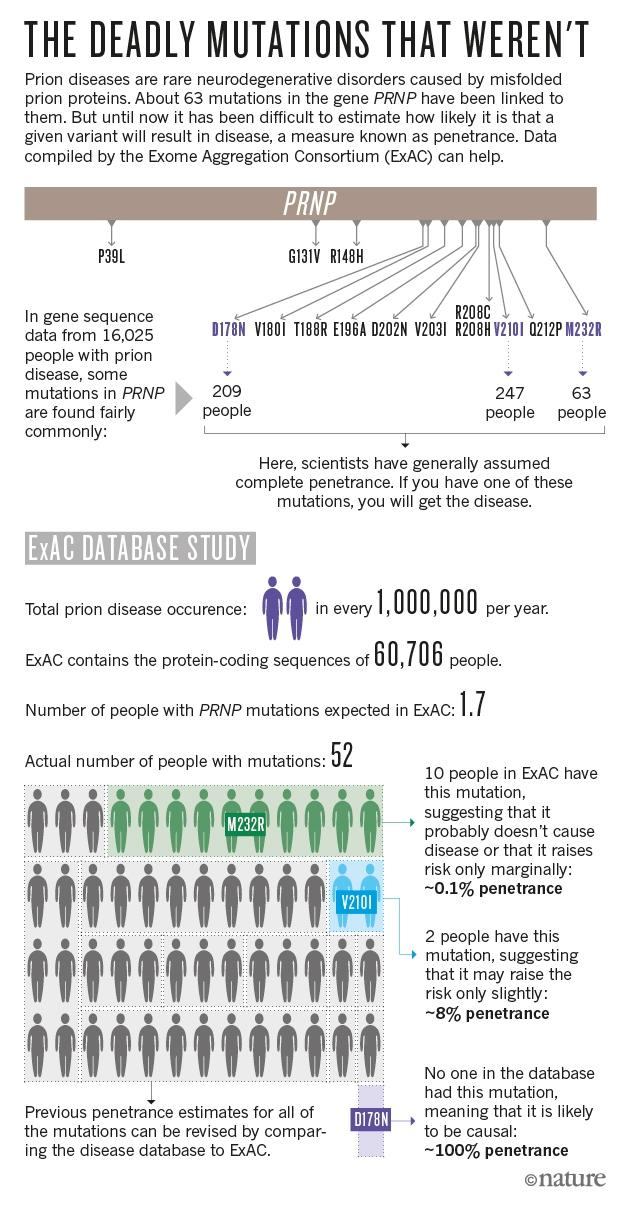 THE DEADLY MUTATIONS THAT WEREN'T
Prion diseases are rare neurodegenerative disorders caused by misfolded
prion proteins. About 63 mutations in the gene PRNP have been linked to
them. But until now it has been difficult to estimate how likely it is that a
given variant will result in disease, a measure known as penetrance. Data
compiled by the Exome Aggregation Consortium (ExAC) can help.
PRNP
P39L
G131V R148H
In gene sequence
data from 16,025
people with prion
disease, some
mutations in PRNP
are found fairly
commonly:
R208C
D178N V180I T188R E196A D202N V203I R208H V210I Q212P M232R
209
people
247
people
63
people
Here, scientists have generally assumed
complete penetrance. If you have one of these
mutations, you will get the disease.
ExAC DATABASE STUDY
Total prion disease occurence: in every 1,000,000 per year.
ExAC contains the protein-coding sequences of 60,706 people.
Number of people with PRNP mutations expected in ExAC: 1.7
Actual number of people with mutations: 52
M232R
10 people in ExAC have
this mutation,
suggesting that it
probably doesn't cause
disease or that it raises
risk only marginally:
~0.1% penetrance
V210I
2 people have this
mutation, suggesting
that it may raise the
risk only slightly:
~8% penetrance
D178N
No one in the database
had this mutation,
meaning that it is likely
to be causal:
~100% penetrance
Previous penetrance estimates for all of
the mutations can be revised by compar-
ing the disease database to ExAC.
©nature